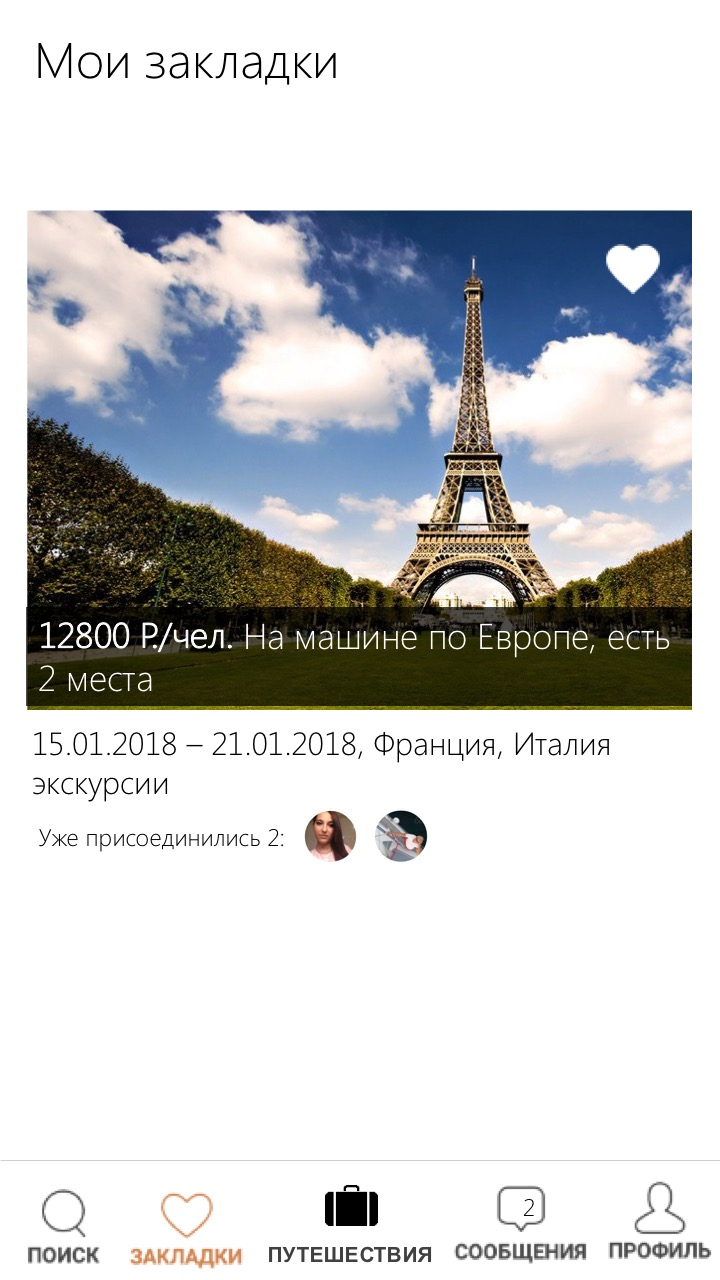 Мои закладки
12800 Р./чел. На машине по Европе, есть
2 места
15.01.2018 – 21.01.2018, Франция, Италия
экскурсии
Уже присоединились 2:
2
ПОИСК ЗАКЛАДКИ ПУТЕШЕСТВИЯ СООБЩЕНИЯ ПРОФИЛЬ